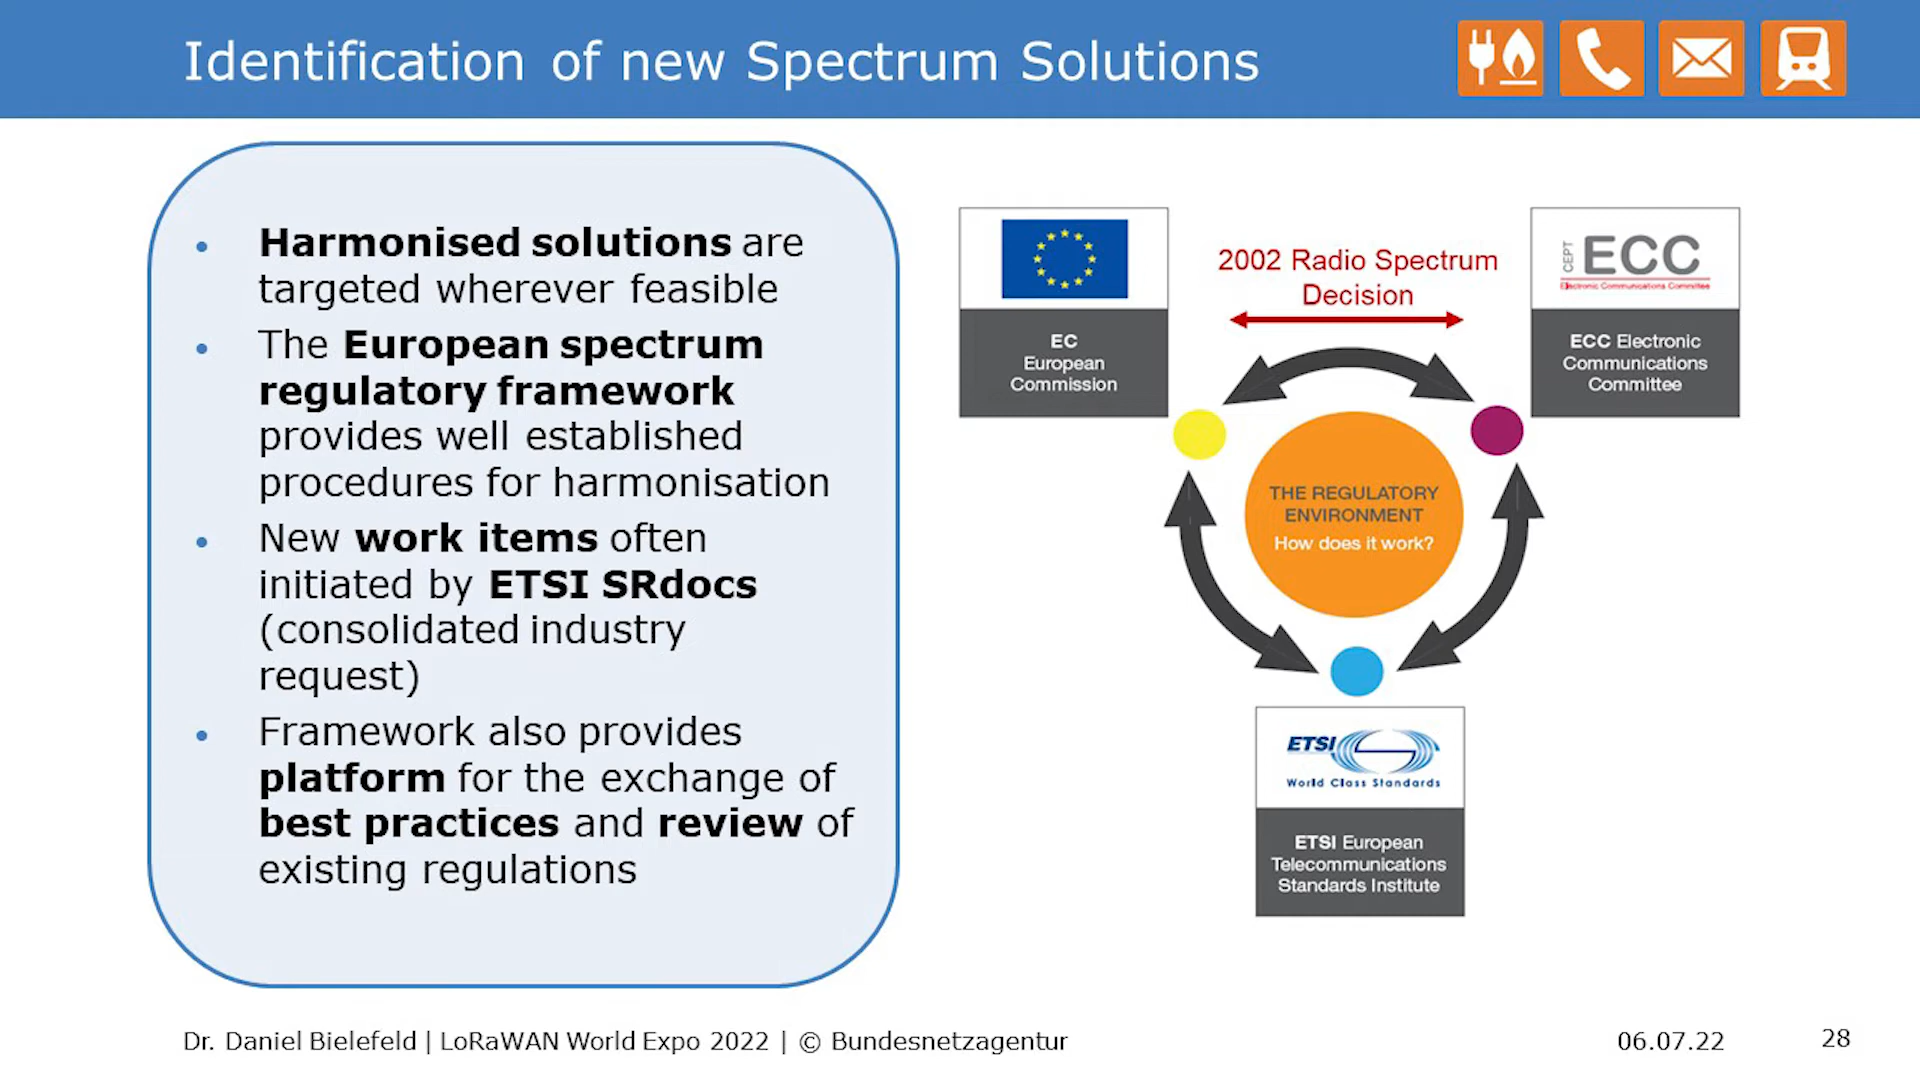 Identification of new Spectrum Solutions
• Harmonised solutions are
targeted wherever feasible
• The European spectrum
regulatory framework
provides well established
procedures for harmonisation
• New work items often
initiated by ETSI SRdocs
(consolidated industry
request)
• Framework also provides
platform for the exchange of
best practices and review of
existing regulations
EC
European
Commission
2002 Radio Spectrum
Decision
CEPT
ECC
Electronic Communications Committee
ECC Electronic
Communications
Committee
THE REGULATORY
ENVIRONMENT
How does it work?
ETSI
World Class Standards
ETSI European
Telecommunications
Standards Institute
Dr. Daniel Bielefeld | LoRaWAN World Expo 2022 | © Bundesnetzagentur
06.07.22
28